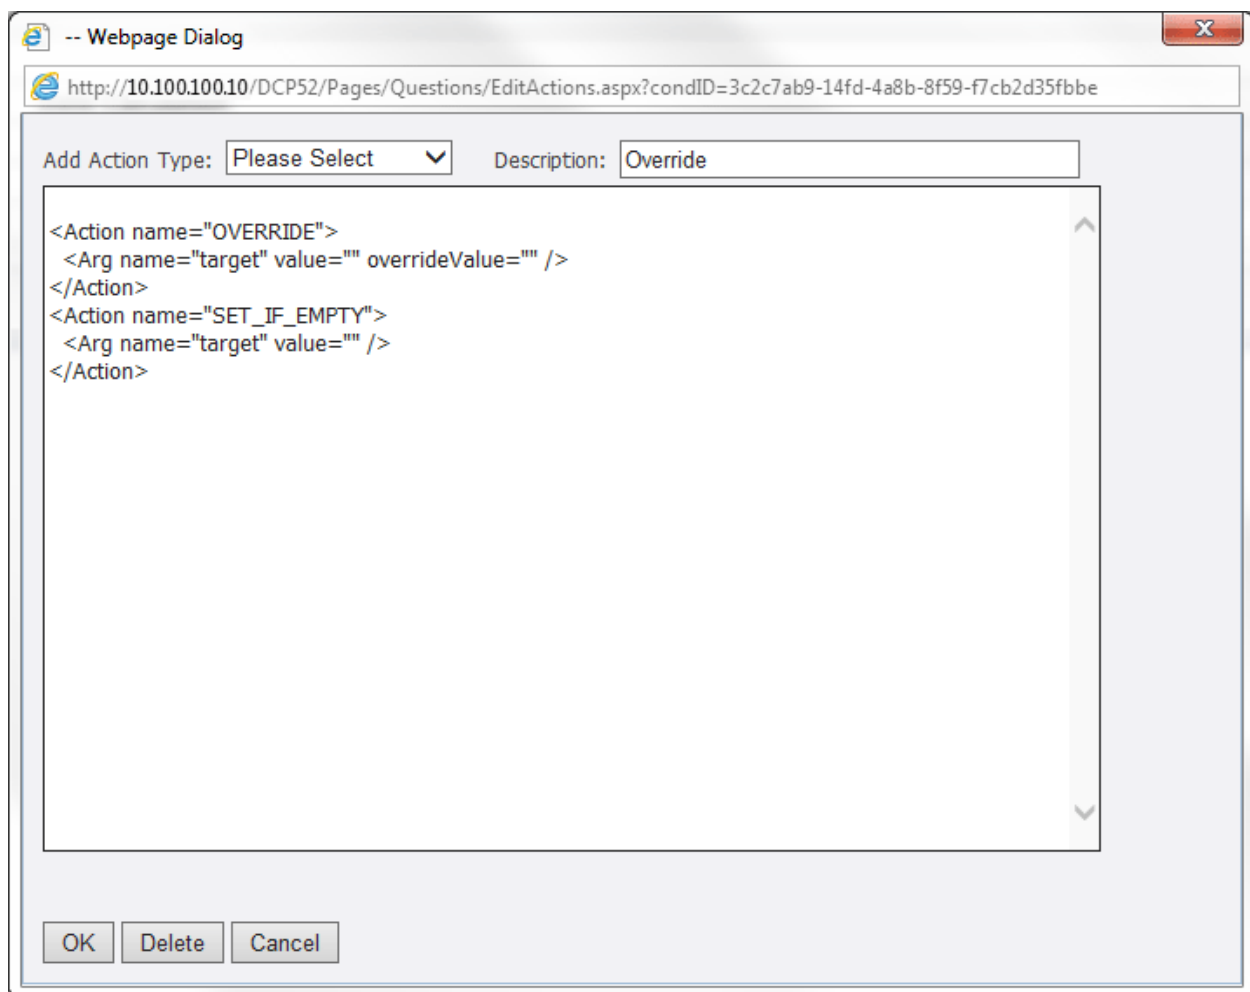 -- Webpage Dialog
http://10.100.100.10/DCP52/Pages/Questions/EditActions.aspx?condID=3c2c7ab9-14fd-4a8b-8f59-f7cb2d35fbbe
Add Action Type: Please Select Description: Override
<Action name="OVERRIDE">
<Arg name="target" value="" overrideValue="" />
</Action>
<Action name="SET_IF_EMPTY">
<Arg name="target" value="" />
</Action>
OK Delete Cancel